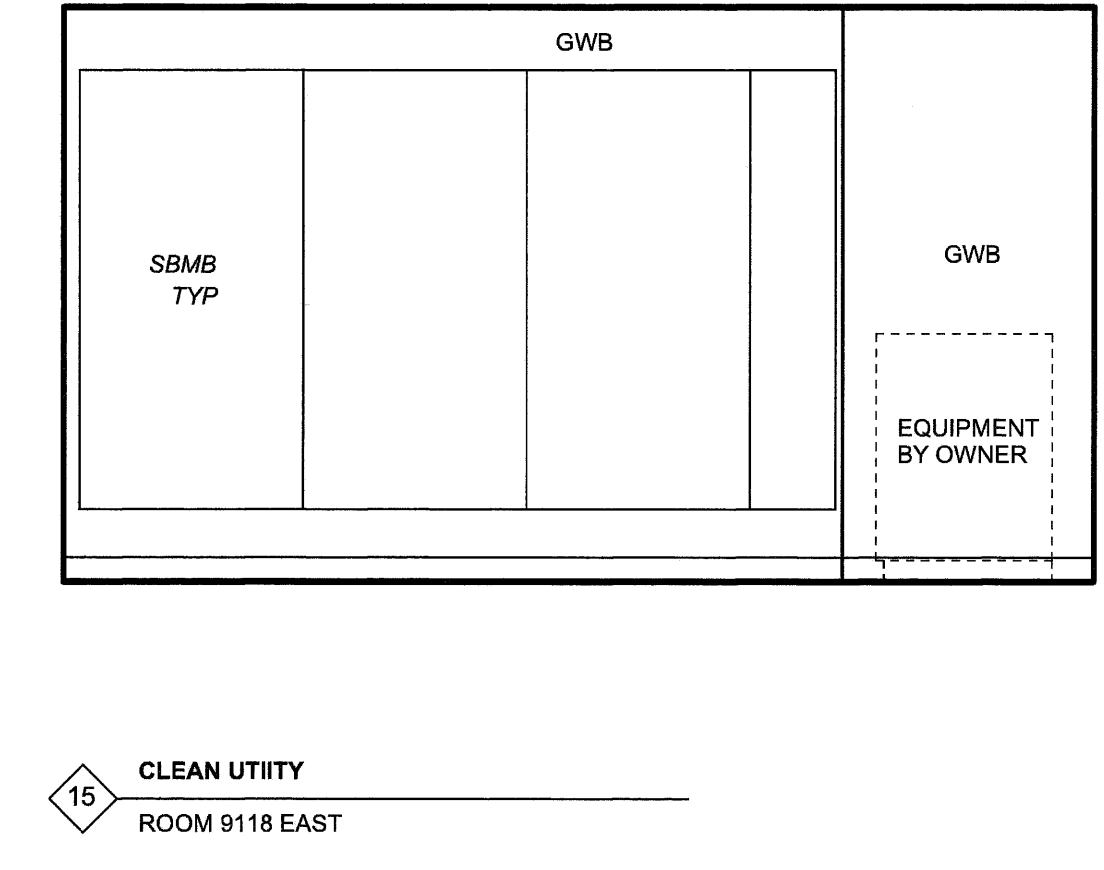 GWB
SBMB
TYP
GWB
EQUIPMENT
BY OWNER
15
CLEAN UTIITY
ROOM 9118 EAST